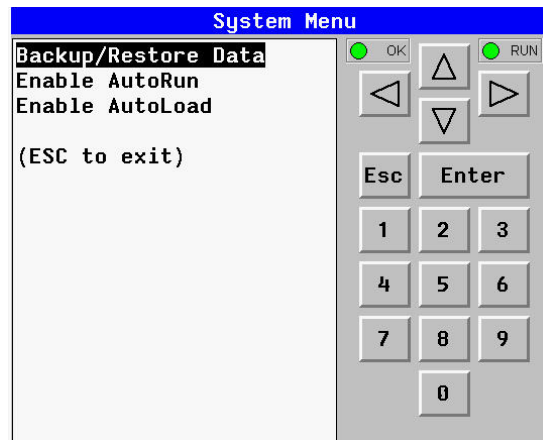 System Menu
Backup/Restore Data
Enable AutoRun
Enable AutoLoad
(ESC to exit)
OK
RUN
Esc
Enter
1 2 3
4 5 6
7 8 9
0